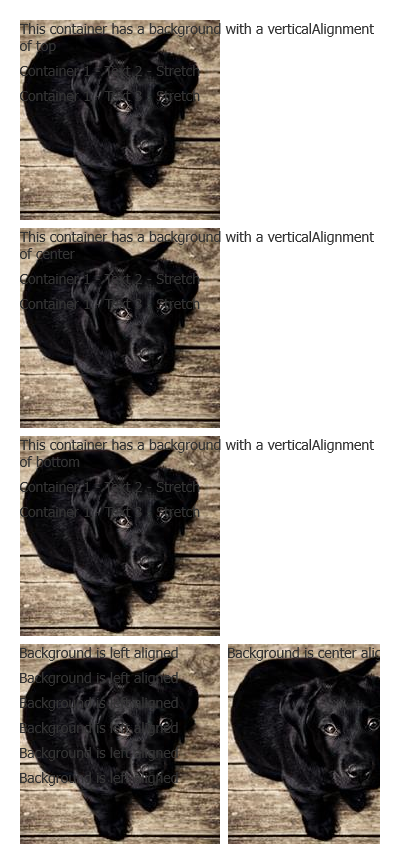 This container has a background with a verticalAlignment
of top
Container 1 - Text 2 - Stretch
Container 1 - Text 3 - Stretch
This container has a background with a verticalAlignment
of center
Container 1 - Text 2 - Stretch
Container 1 - Text 3 - Stretch
This container has a background with a verticalAlignment
of bottom
Container 1 - Text 2 - Stretch
Container 1 - Text 3 - Stretch
Background is left aligned
Background is left aligned
Background is left aligned
Background is left aligned
Background is left aligned
Background is left aligned
Background is center alig